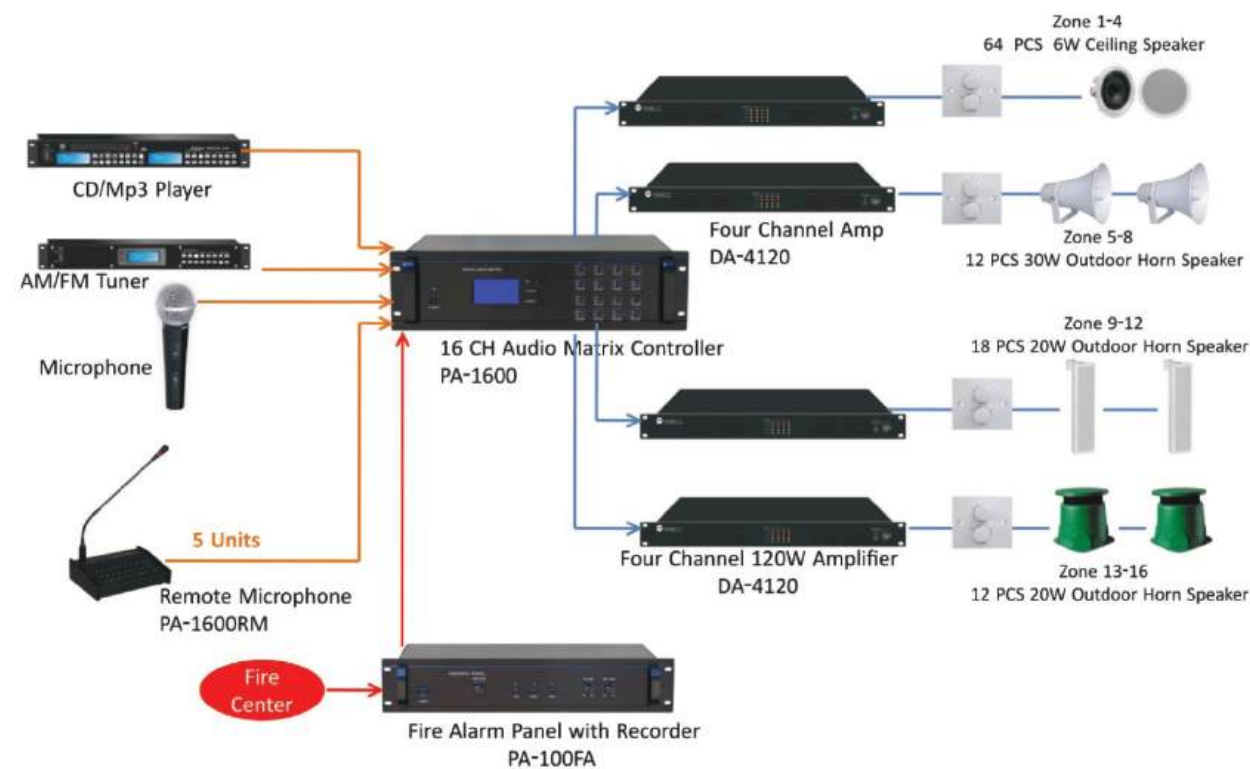 Zone 1-4
64 PCS 6W Ceiling Speaker
CD/Mp3 Player
Four Channel Amp
DA-4120
Zone 5-8
12 PCS 30W Outdoor Horn Speaker
AM/FM Tuner
Microphone
16 CH Audio Matrix Controller
PA-1600
Zone 9-12
18 PCS 20W Outdoor Horn Speaker
5 Units
Remote Microphone
PA-1600RM
Four Channel 120W Amplifier
DA-4120
Zone 13-16
12 PCS 20W Outdoor Horn Speaker
Fire
Center
Fire Alarm Panel with Recorder
PA-100FA